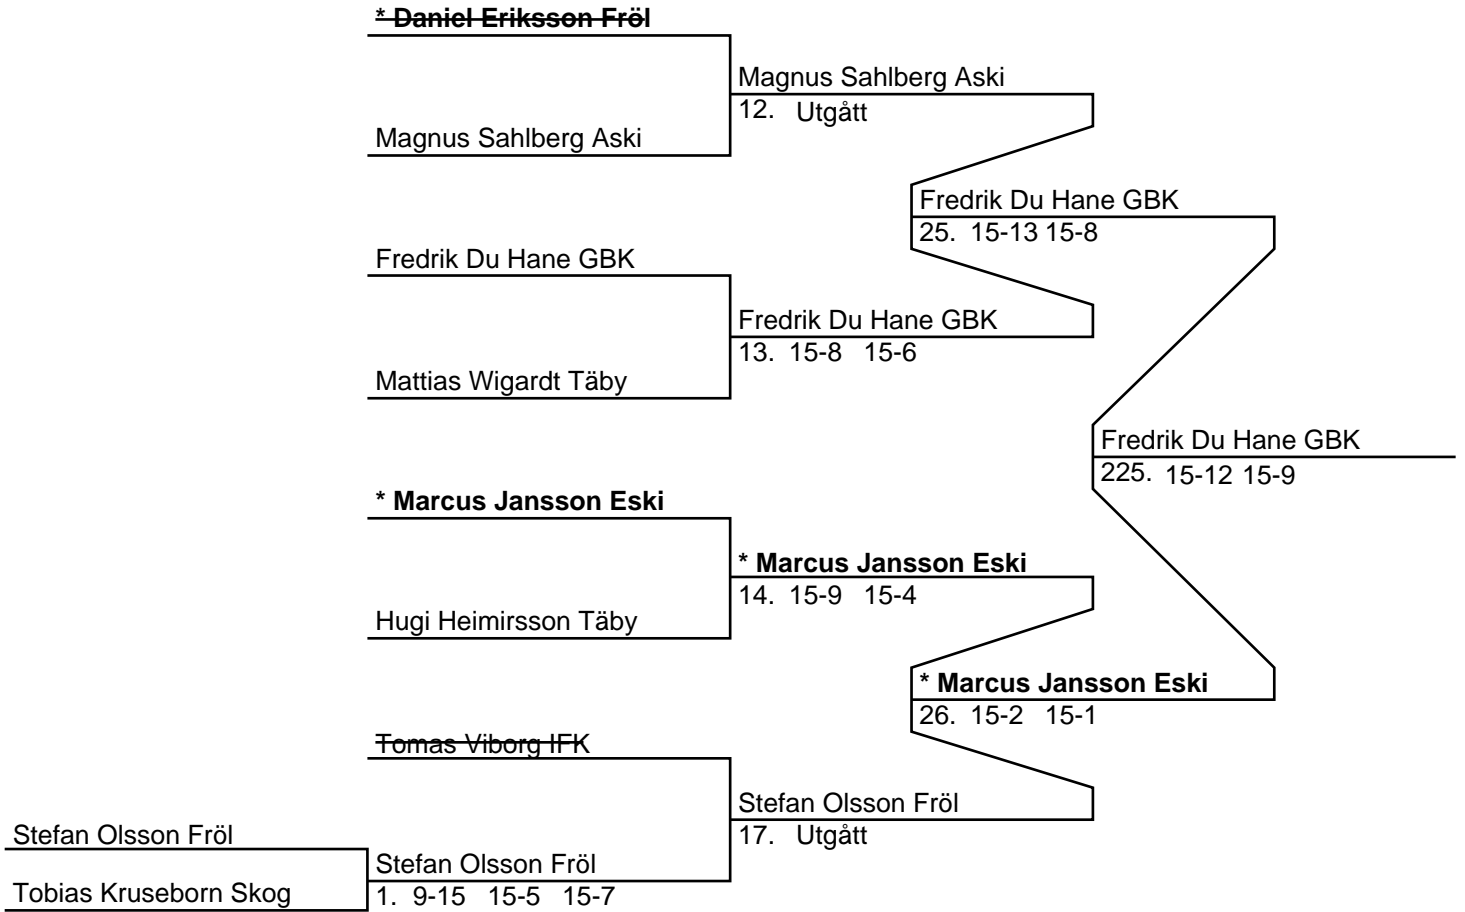 * Daniel Eriksson Fröl
Magnus Sahlberg Aski
12. Utgått
Magnus Sahlberg Aski
Fredrik Du Hane GBK
25. 15-13 15-8
Fredrik Du Hane GBK
Fredrik Du Hane GBK
13. 15-8 15-6
Mattias Wigardt Täby
Fredrik Du Hane GBK
225. 15-12 15-9
* Marcus Jansson Eski
* Marcus Jansson Eski
14. 15-9 15-4
Hugi Heimirsson Täby
* Marcus Jansson Eski
26. 15-2 15-1
Tomas Viborg IFK
Stefan Olsson Fröl
17. Utgått
Stefan Olsson Fröl
Stefan Olsson Fröl
1. 9-15 15-5 15-7
Tobias Kruseborn Skog